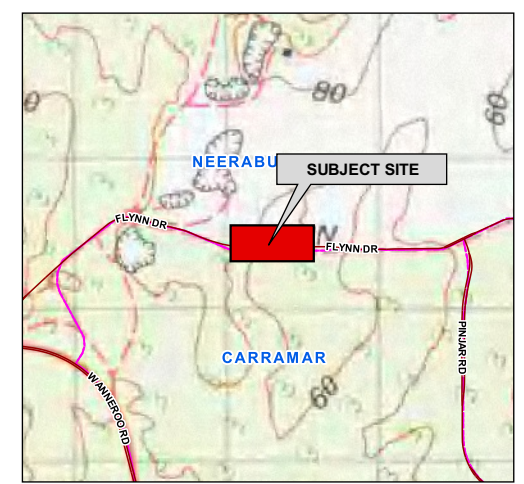 80
60
NEERABU
SUBJECT SITE
FLYNN DR
N
FLYNN DR
CARRAMAR
60
PINJAR RD
WANNEROO RD